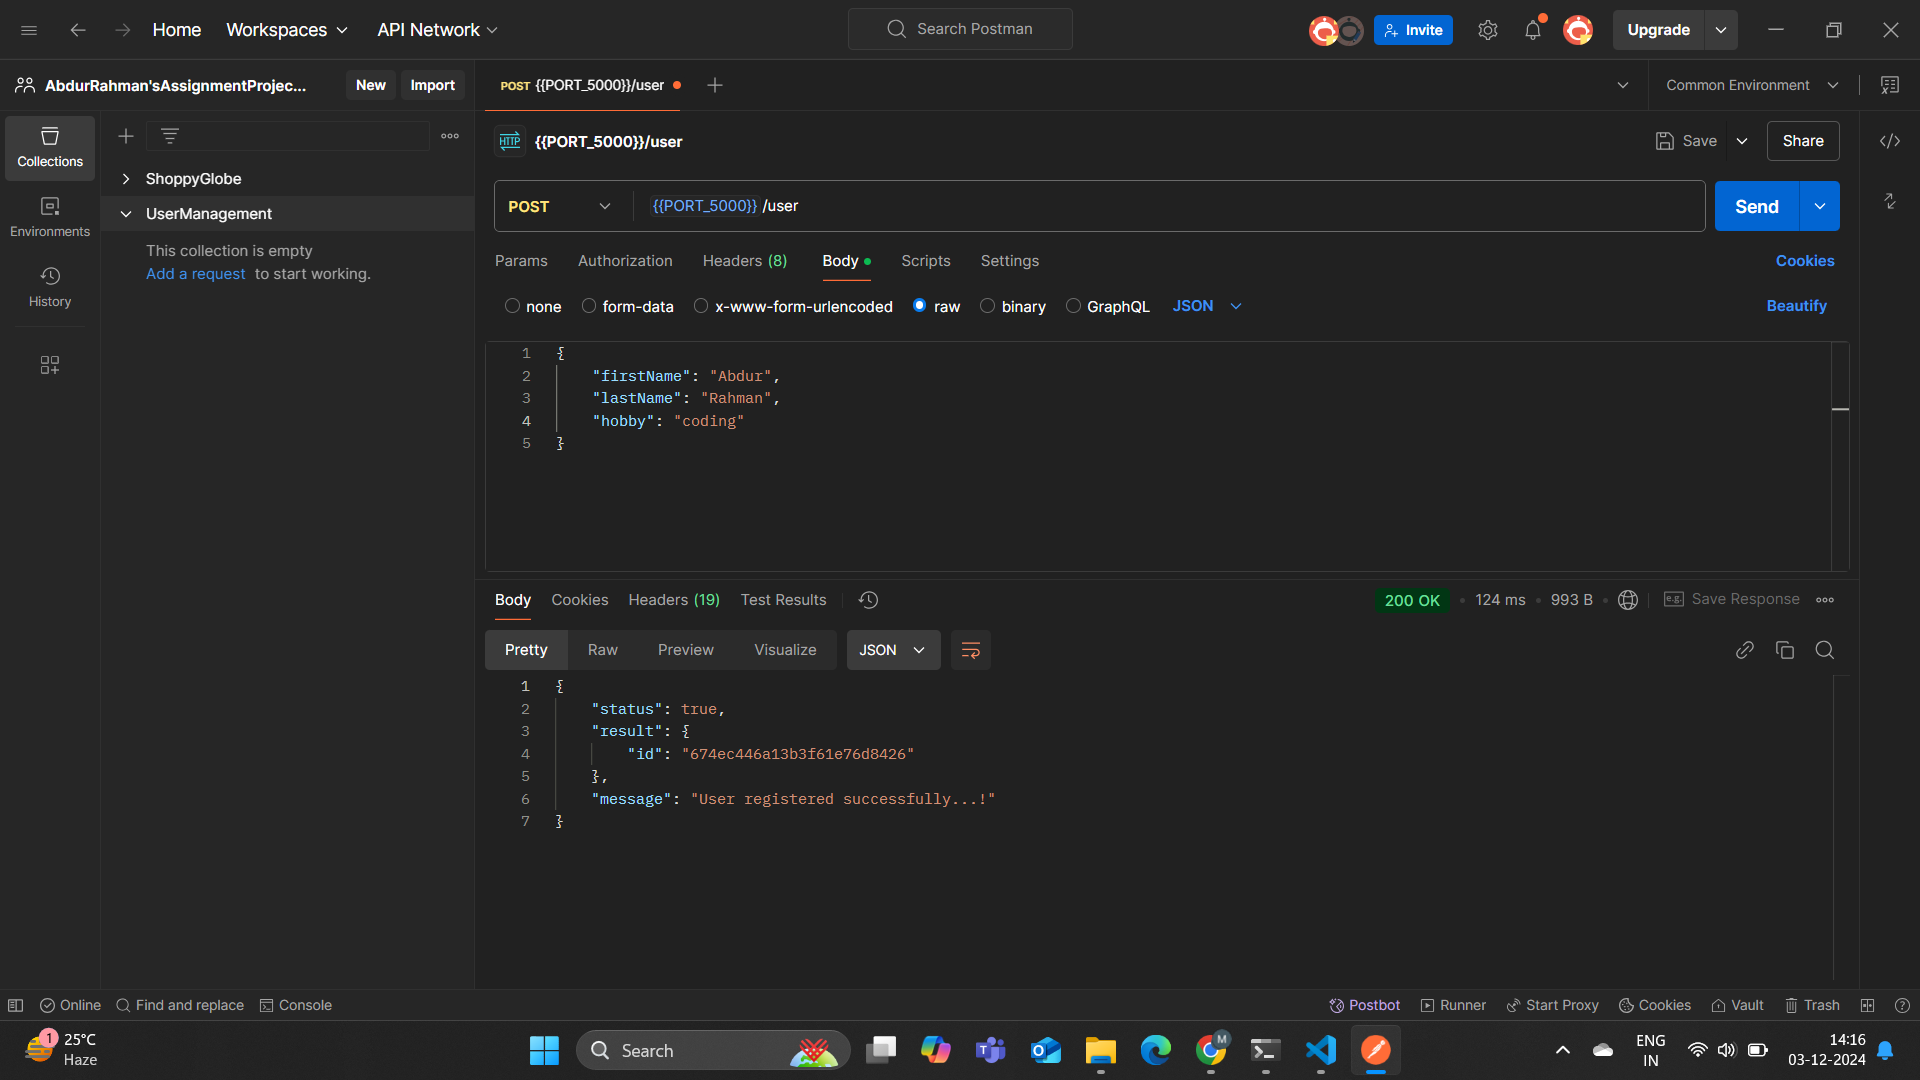 Home
Workspaces
API Network
Search Postman
Invite
Upgrade
AbdurRahman'sAssignmentProjec...
New
Import
POST {{PORT_5000}}/user
Common Environment
Collections
Environments
History
ShoppyGlobe
UserManagement
This collection is empty
Add a request to start working.
HTTP {{PORT_5000}}/user
Save
Share
POST
{{PORT_5000}} /user
Send
Params
Authorization
Headers (8)
Body
Scripts
Settings
Cookies
none
form-data
x-www-form-urlencoded
raw
binary
GraphQL
JSON
Beautify
1 {
2 "firstName": "Abdur",
3 "lastName": "Rahman",
4 "hobby": "coding"
5 }
Body
Cookies
Headers (19)
Test Results
200 OK
124 ms
993 B
e.g. Save Response
Pretty
Raw
Preview
Visualize
JSON
1 {
2 "status": true,
3 "result": {
4 "id": "674ec446a13b3f61e76d8426"
5 },
6 "message": "User registered successfully...!"
7 }
Online
Find and replace
Console
Postbot
Runner
Start Proxy
Cookies
Vault
Trash
1
25°C
Haze
Search
M
ENG
IN
14:16
03-12-2024